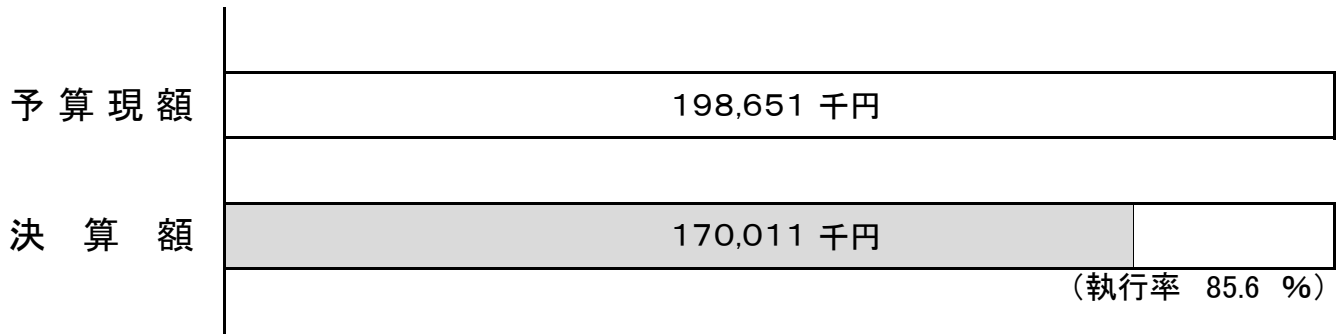 予算現額 198,651 千円
決算額 170,011 千円
（執行率 85.6 ％）